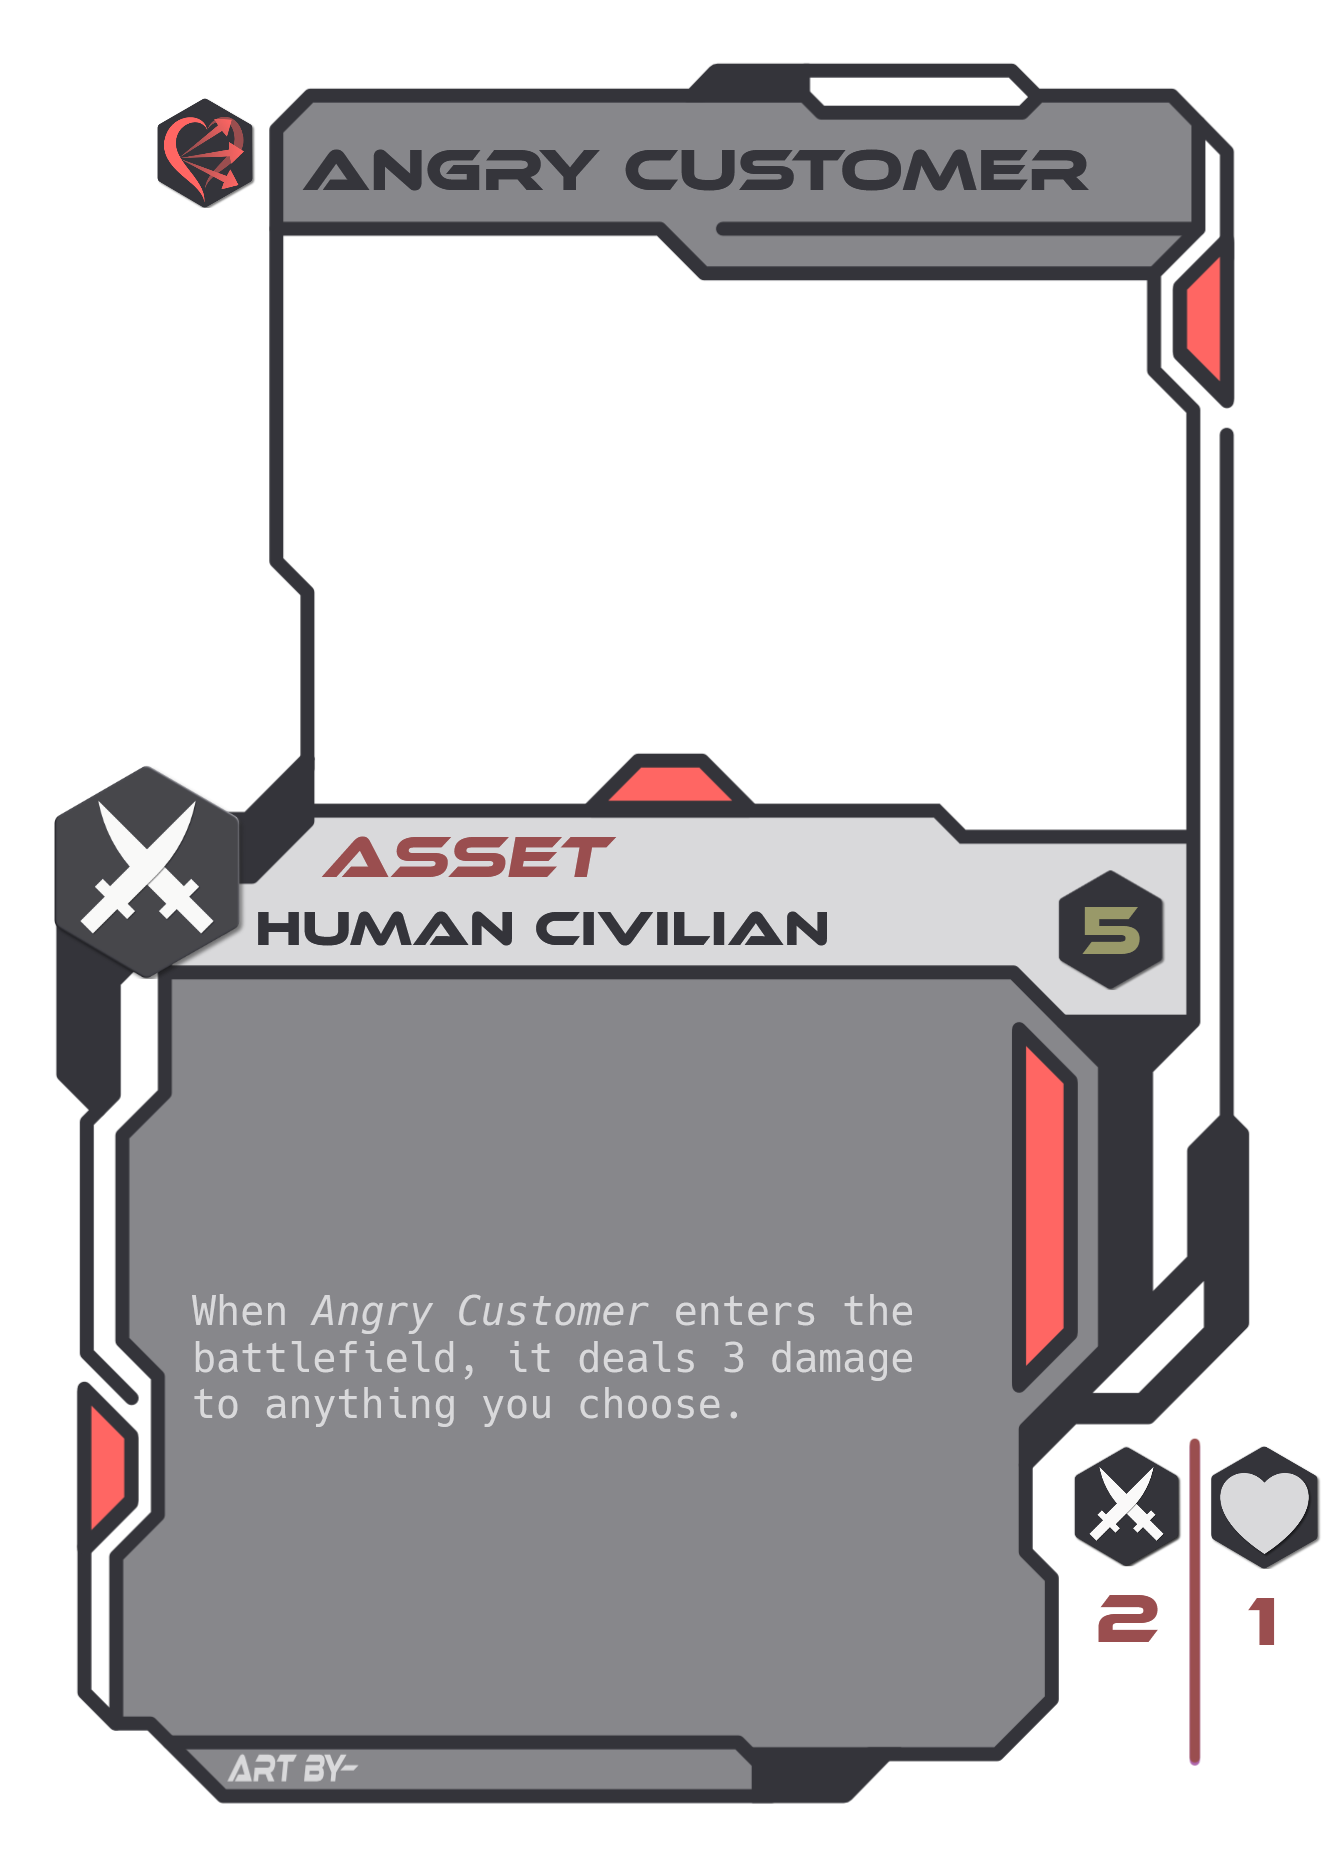 ANGRY CUSTOMER
ASSET
HUMAN CIVILIAN
5
When Angry Customer enters the
battlefield, it deals 3 damage
to anything you choose.
2
1
ART BY-